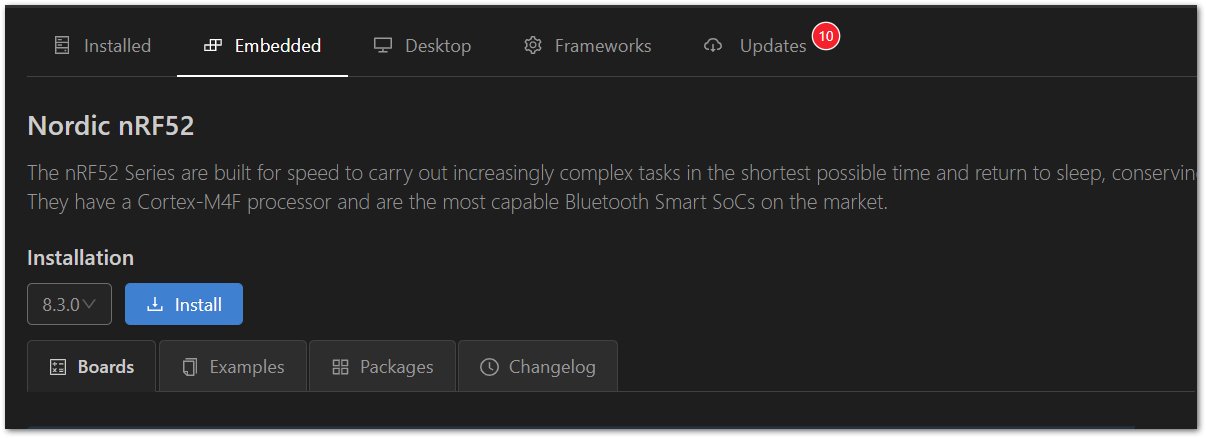 Installed Embedded Desktop Frameworks Updates 10
Nordic nRF52
The nRF52 Series are built for speed to carry out increasingly complex tasks in the shortest possible time and return to sleep, conserving
They have a Cortex-M4F processor and are the most capable Bluetooth Smart SoCs on the market.
Installation
8.3.0 Install
Boards Examples Packages Changelog